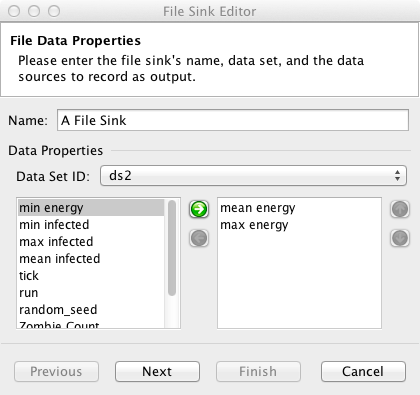 File Sink Editor
File Data Properties
Please enter the file sink's name, data set, and the data
sources to record as output.
Name: A File Sink
Data Properties
Data Set ID: ds2
min energy
min infected
max infected
mean infected
tick
run
random_seed
Zombie Count
mean energy
max energy
Previous Next Finish Cancel